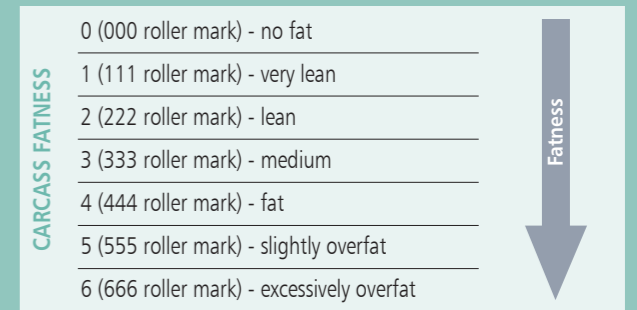 CARCASS FATNESS
0 (000 roller mark) - no fat
1 (111 roller mark) - very lean
2 (222 roller mark) - lean
3 (333 roller mark) - medium
4 (444 roller mark) - fat
5 (555 roller mark) - slightly overfat
6 (666 roller mark) - excessively overfat
Fatness